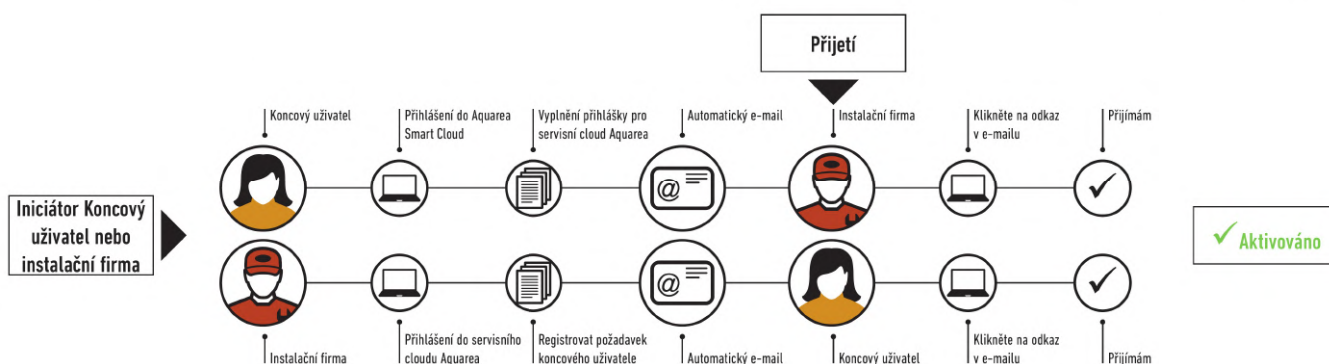 Přijetí
Koncový uživatel
Přihlášení do Aquarea
Smart Cloud
Vyplnění přihlášky pro
servisní cloud Aquarea
Automatický e-mail
Instalační firma
Klikněte na odkaz
v e-mailu
Přijímám
@
@
Iniciátor Koncový
uživatel nebo
instalační firma
Aktivováno
Instalační firma
Přihlášení do servisního
cloudu Aquarea
Registrovat požadavek
koncového uživatele
Automatický e-mail
Koncový uživatel
Klikněte na odkaz
v e-mailu
Přijímám